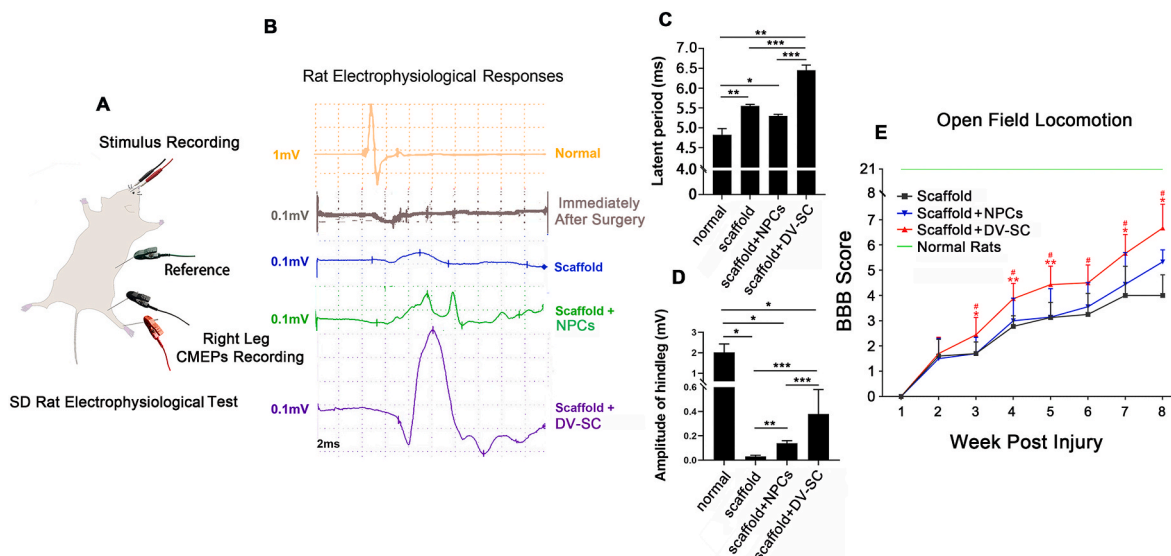 A
Stimulus Recording
Reference
Right Leg
CMEPs Recording
SD Rat Electrophysiological Test
B
Rat Electrophysiological Responses
1mV
Normal
0.1mV
Immediately
After Surgery
0.1mV
Scaffold
0.1mV
Scaffold +
NPCs
0.1mV
Scaffold +
DV-SC
2ms
C
Latent period (ms)
7.0
6.5
6.0
5.5
5.0
4.5
4.0
0
**
***
***
*
**
normal
scaffold
scaffold+NPCs
scaffold+DV-SC
D
Amplitude of hindleg (mV)
3
2
1
0.6
0.4
0.2
0.0
*
*
*
***
***
**
normal
scaffold
scaffold+NPCs
scaffold+DV-SC
E
Open Field Locomotion
BBB Score
21
8
7
6
5
4
3
2
1
0
Scaffold
Scaffold+NPCs
Scaffold+DV-SC
Normal Rats
#
*
#
**
#
**
#
#
*
#
*
1 2 3 4 5 6 7 8
Week Post Injury